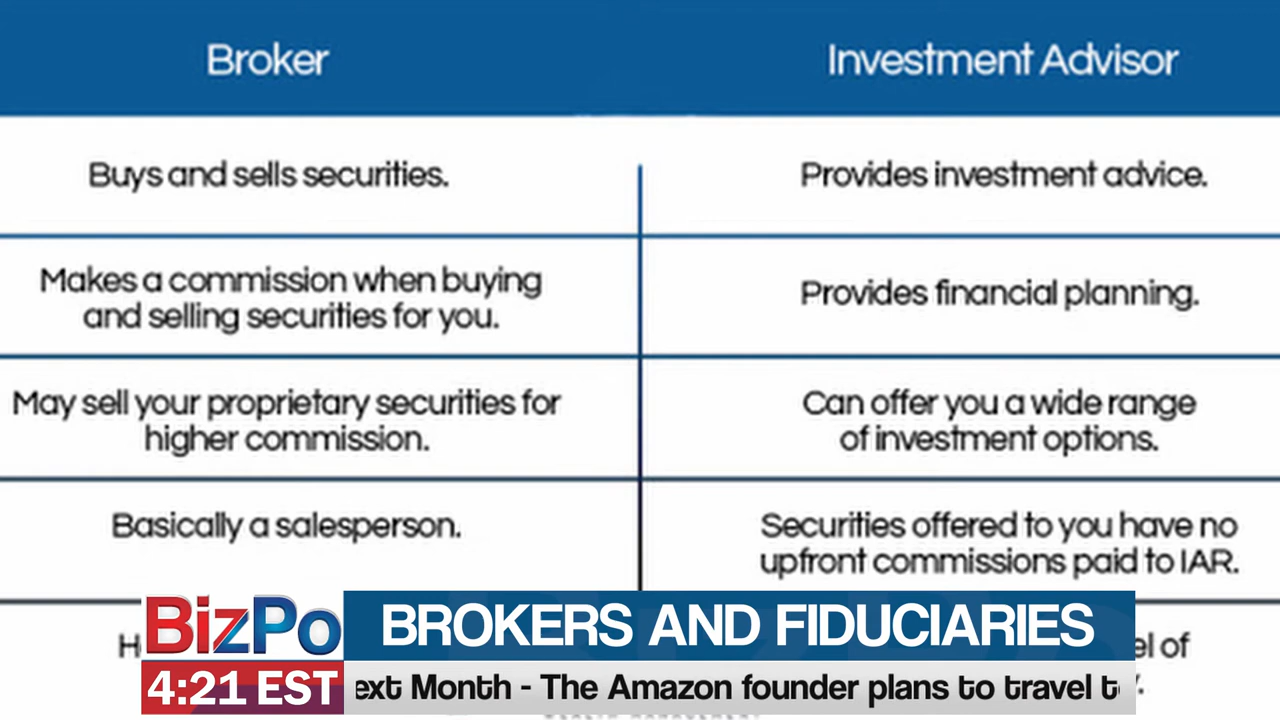 Broker
Investment Advisor
Buys and sells securities.
Provides investment advice.
Makes a commission when buying
and selling securities for you.
Provides financial planning.
May sell your proprietary securities for
higher commission.
Can offer you a wide range
of investment options.
Basically a salesperson.
Securities offered to you have no
upfront commissions paid to IAR.
of
BizPo
BROKERS AND FIDUCIARIES
4:21 EST
ext Month - The Amazon founder plans to travel t